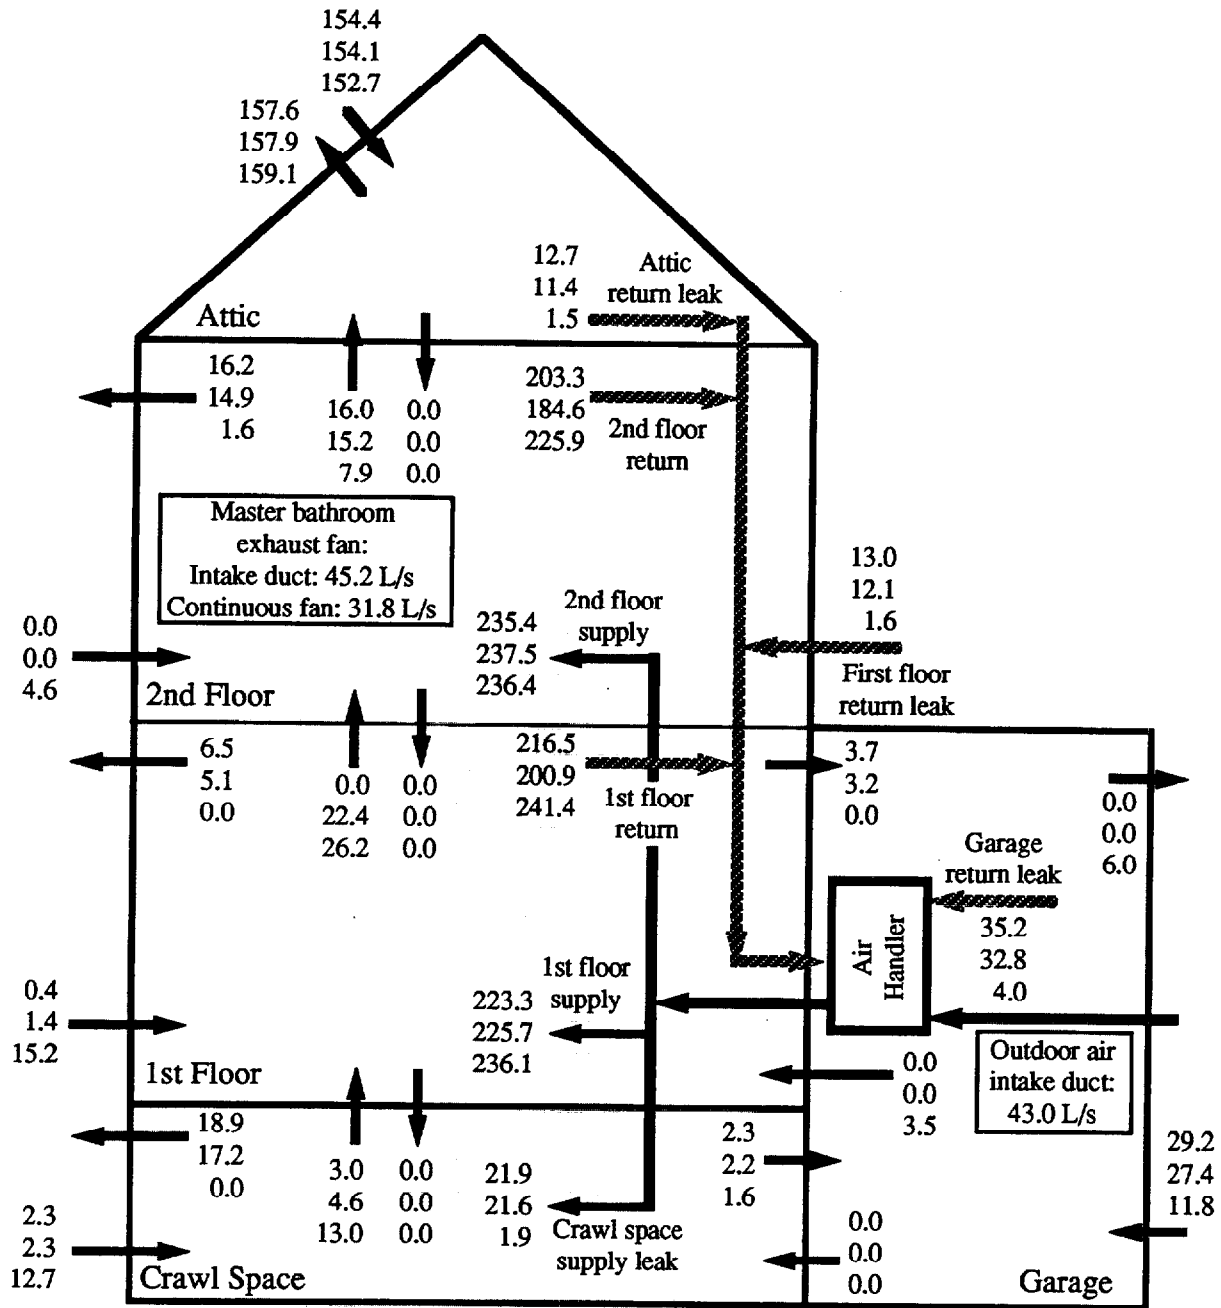 154.4
154.1
152.7
157.6
157.9
159.1
12.7
11.4
1.5
Attic
return leak
Attic
16.2
14.9
1.6
16.0
15.2
7.9
0.0
0.0
0.0
203.3
184.6
225.9
2nd floor
return
Master bathroom
exhaust fan:
Intake duct: 45.2 L/s
Continuous fan: 31.8 L/s
13.0
12.1
1.6
First floor
return leak
0.0
0.0
4.6
235.4
237.5
236.4
2nd floor
supply
2nd Floor
6.5
5.1
0.0
0.0
22.4
26.2
0.0
0.0
0.0
216.5
200.9
241.4
1st floor
return
3.7
3.2
0.0
0.0
0.0
6.0
Garage
return leak
35.2
32.8
4.0
Air
Handler
0.4
1.4
15.2
223.3
225.7
236.1
1st floor
supply
1st Floor
0.0
0.0
3.5
Outdoor air
intake duct:
43.0 L/s
18.9
17.2
0.0
3.0
4.6
13.0
0.0
0.0
0.0
21.9
21.6
1.9
Crawl space
supply leak
2.3
2.2
1.6
29.2
27.4
11.8
2.3
2.3
12.7
0.0
0.0
0.0
Crawl Space
Garage